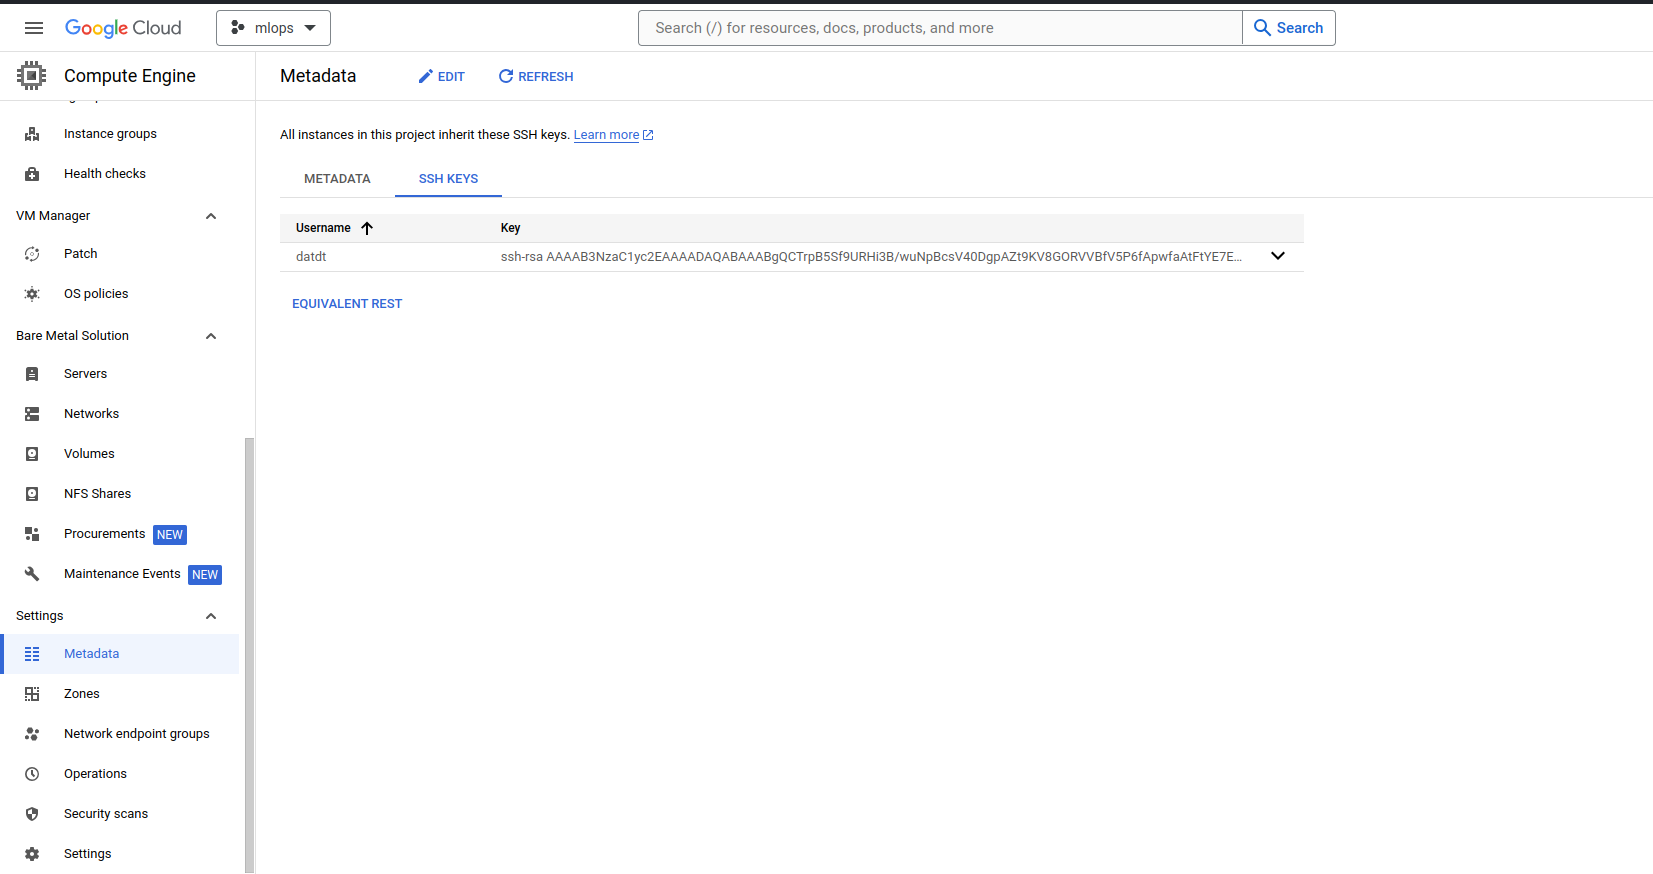 Google Cloud
mlops
Search (/) for resources, docs, products, and more
Search
Compute Engine
Metadata
EDIT
REFRESH
Instance groups
Health checks
VM Manager
Patch
OS policies
Bare Metal Solution
Servers
Networks
Volumes
NFS Shares
Procurements NEW
Maintenance Events NEW
Settings
Metadata
Zones
Network endpoint groups
Operations
Security scans
Settings
All instances in this project inherit these SSH keys. Learn more
METADATA SSH KEYS
Username Key
datdt ssh-rsa AAAAB3NzaC1yc2EAAAADAQABAAABgQCTrpB5Sf9URHi3B/wuNpBcsV40DgpAZt9KV8GORVVBfV5P6fApwfaAtFtYE7E...
EQUIVALENT REST